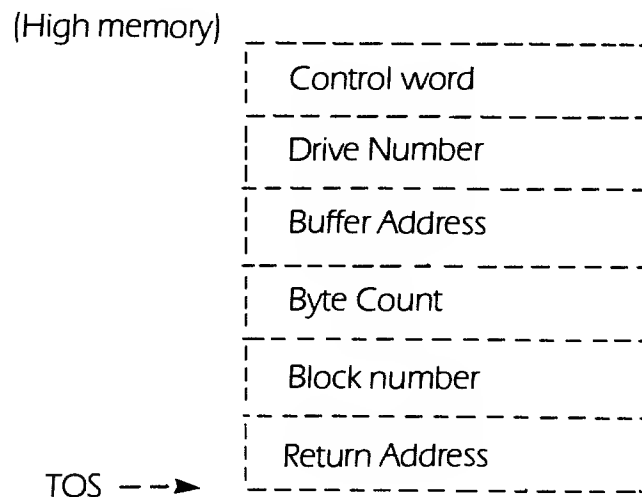 (High memory)
Control word
Drive Number
Buffer Address
Byte Count
Block number
Return Address
TOS